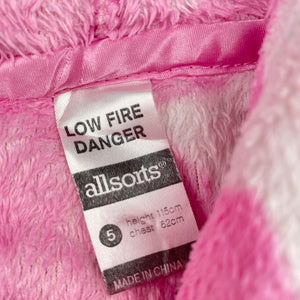 LOW FIRE
DANGER
allsorts®
5
height 115cm
chest 62cm
MADE IN CHINA